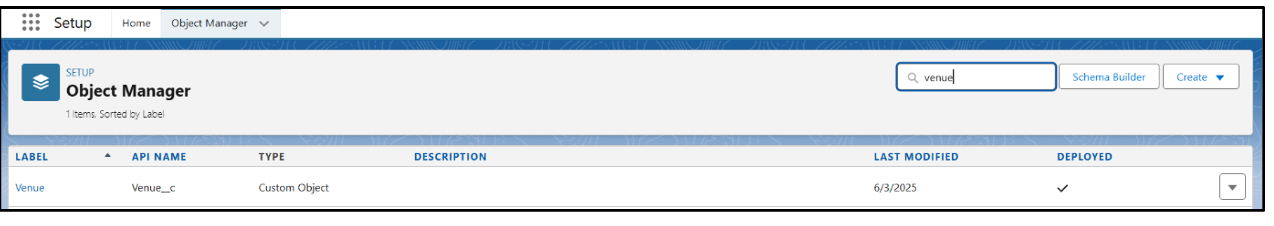 Setup Home Object Manager
SETUP
Object Manager
1 Items, Sorted by Label
venue
Schema Builder
Create
LABEL API NAME TYPE DESCRIPTION LAST MODIFIED DEPLOYED
Venue Venue__c Custom Object 6/3/2025